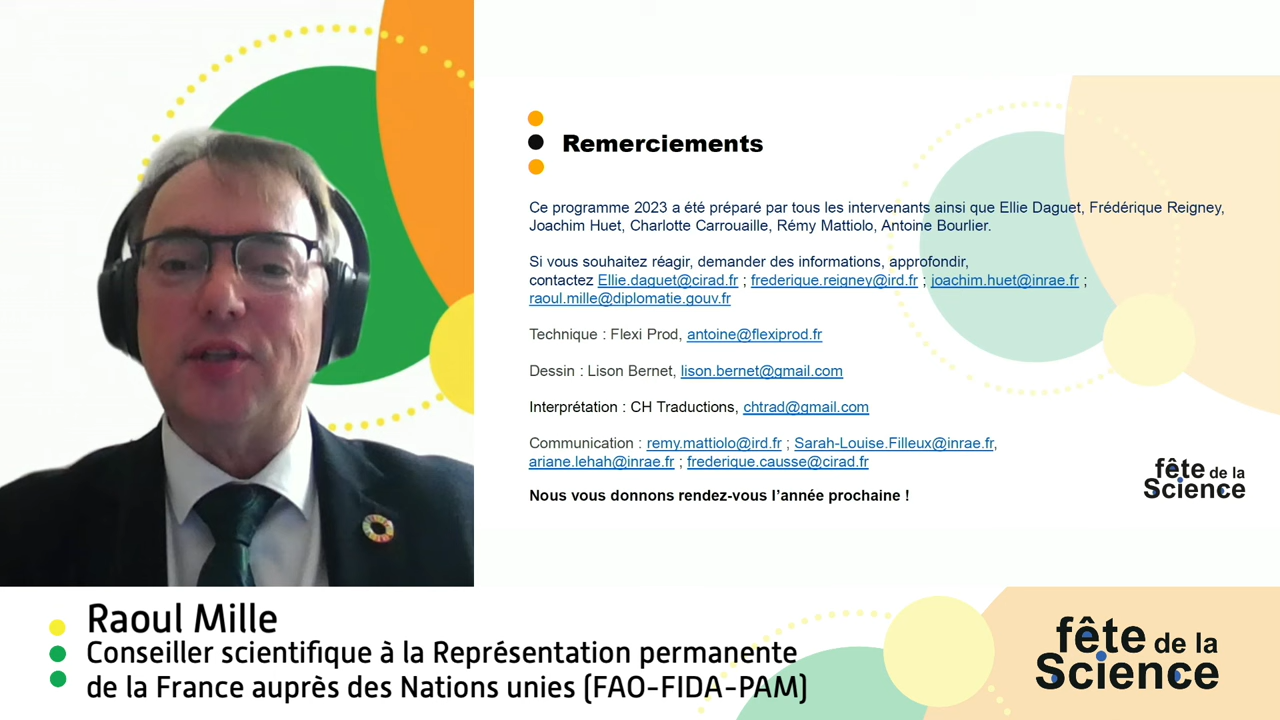 Remerciements
Ce programme 2023 a été préparé par tous les intervenants ainsi que Ellie Daguet, Frédérique Reigney,
Joachim Huet, Charlotte Carrouaille, Rémy Mattiolo, Antoine Bourlier.
Si vous souhaitez réagir, demander des informations, approfondir,
contactez Ellie.daguet@cirad.fr ; frederique.reigney@ird.fr ; joachim.huet@inrae.fr ;
raoul.mille@diplomatie.gouv.fr
Technique : Flexi Prod, antoine@flexiprod.fr
Dessin : Lison Bernet, lison.bernet@gmail.com
Interprétation : CH Traductions, chtrad@gmail.com
Communication : remy.mattiolo@ird.fr ; Sarah-Louise.Filleux@inrae.fr,
ariane.lehah@inrae.fr ; frederique.causse@cirad.fr
Nous vous donnons rendez-vous l’année prochaine !
fête de la
Science
Raoul Mille
Conseiller scientifique à la Représentation permanente
de la France auprès des Nations unies (FAO-FIDA-PAM)
fête de la
Science